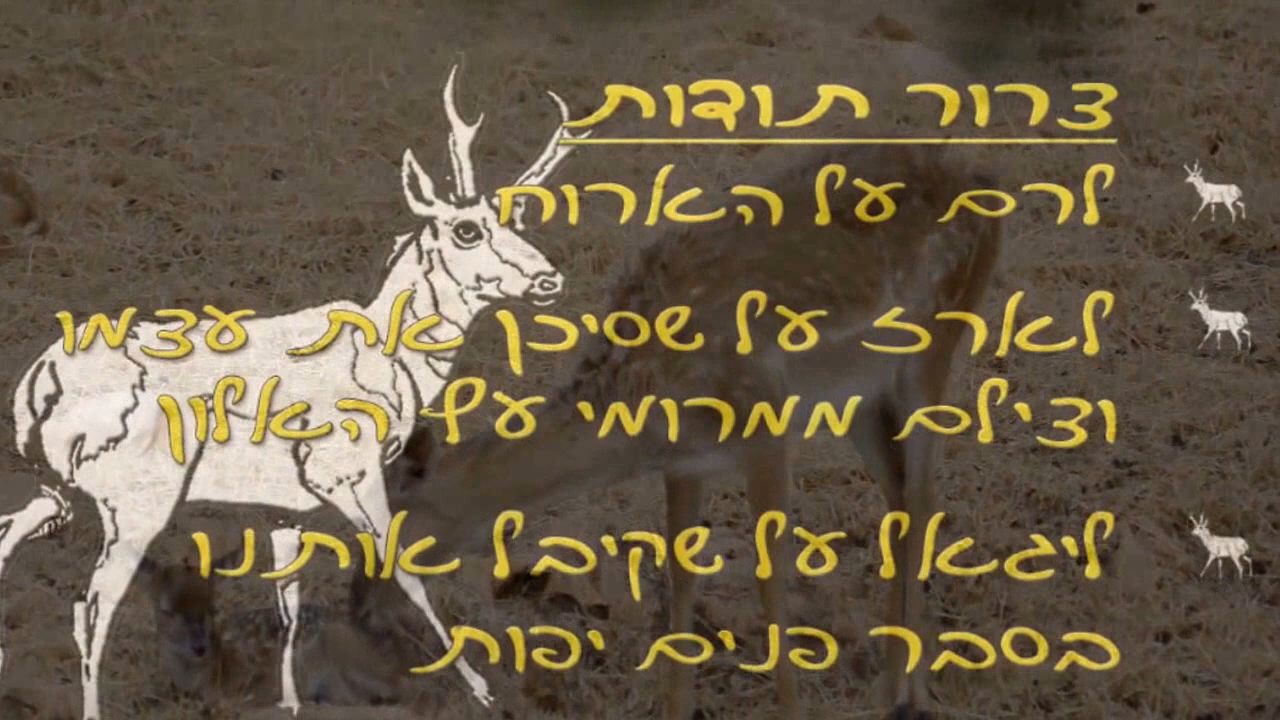 צרור תודות
לרם על הארוח
לארז על שסיכן את עצמו
וצילם ממרומי עץ האלון
ליגאל על שקיבל אותנו
בסבר פנים יפות